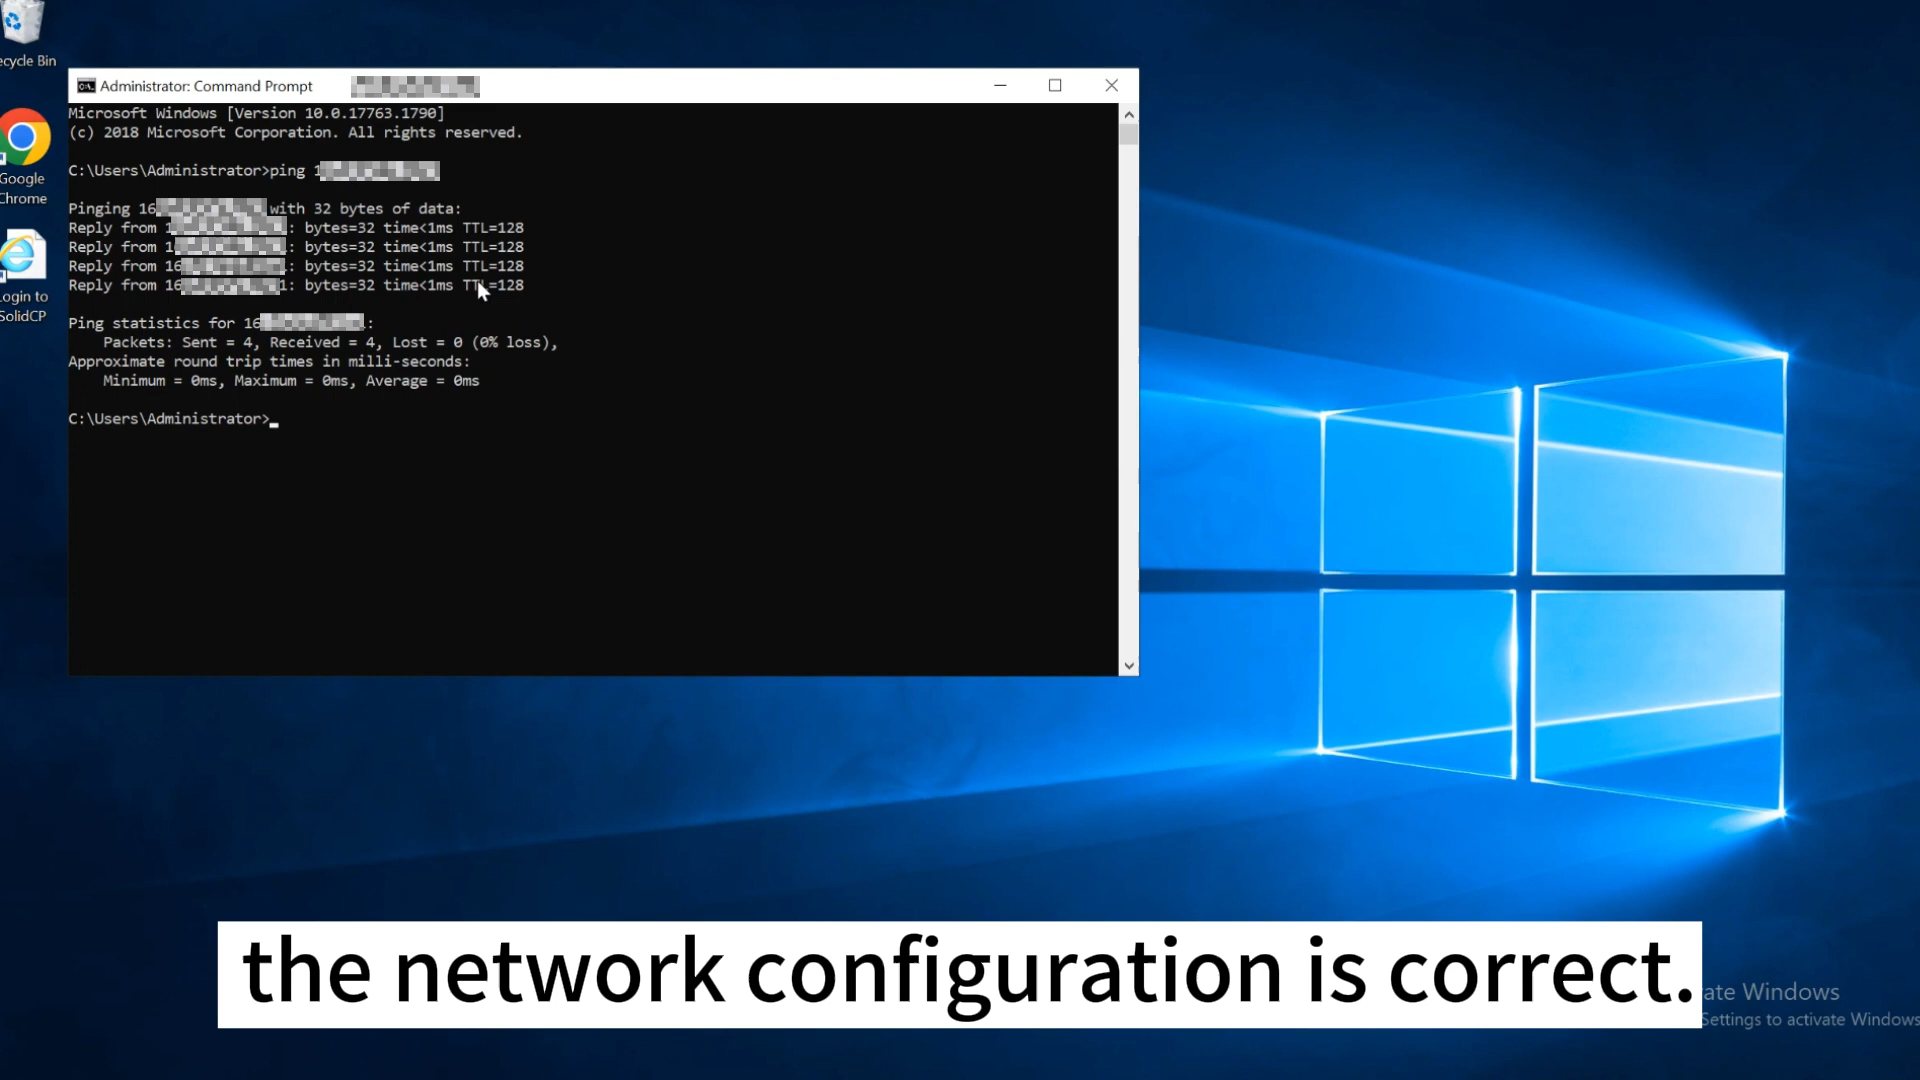 ecycle Bin
Google
Chrome
Login to
SolidCP
Administrator: Command Prompt
Microsoft Windows [Version 10.0.17763.1790]
(c) 2018 Microsoft Corporation. All rights reserved.
C:\Users\Administrator>ping 1
Pinging 16 with 32 bytes of data:
Reply from 1 : bytes=32 time<1ms TTL=128
Reply from 1 : bytes=32 time<1ms TTL=128
Reply from 16 : bytes=32 time<1ms TTL=128
Reply from 16 1: bytes=32 time<1ms TTL=128
Ping statistics for 16 :
Packets: Sent = 4, Received = 4, Lost = 0 (0% loss),
Approximate round trip times in milli-seconds:
Minimum = 0ms, Maximum = 0ms, Average = 0ms
C:\Users\Administrator>
the network configuration is correct.
ate Windows
Settings to activate Windows